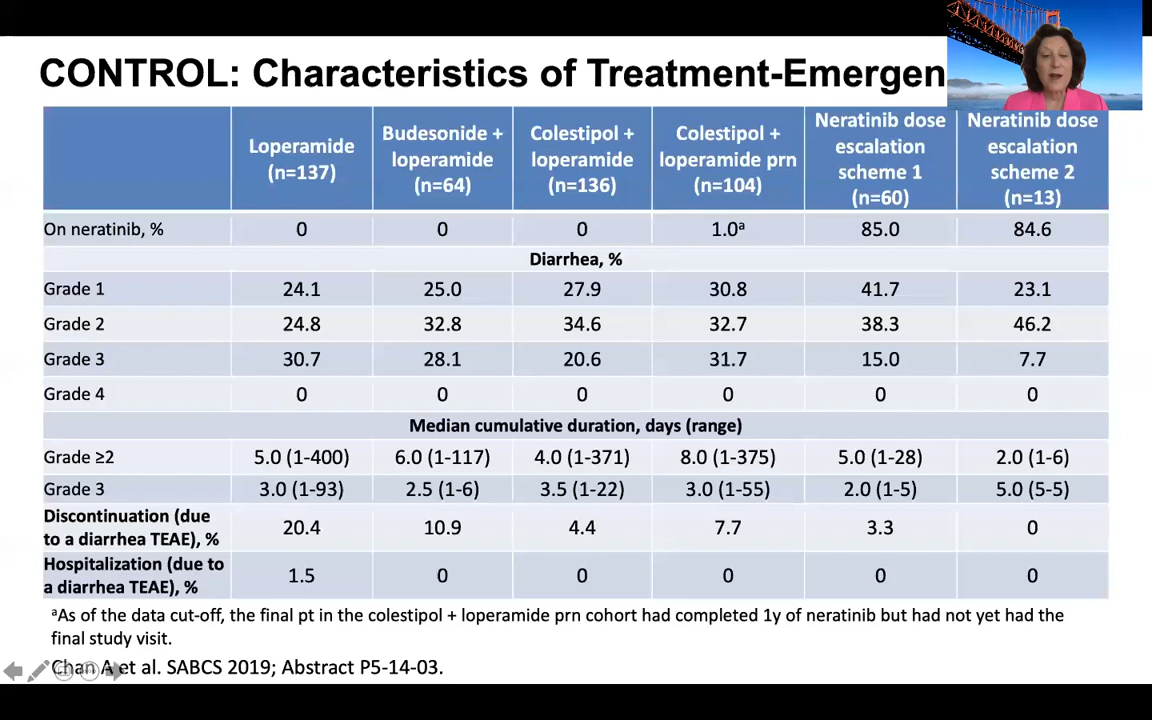 CONTROL: Characteristics of Treatment-Emergen
Loperamide (n=137)
Budesonide + loperamide (n=64)
Colestipol + loperamide (n=136)
Colestipol + loperamide prn (n=104)
Neratinib dose escalation scheme 1 (n=60)
Neratinib dose escalation scheme 2 (n=13)
On neratinib, % 0 0 0 1.0ᵃ 85.0 84.6
Diarrhea, %
Grade 1 24.1 25.0 27.9 30.8 41.7 23.1
Grade 2 24.8 32.8 34.6 32.7 38.3 46.2
Grade 3 30.7 28.1 20.6 31.7 15.0 7.7
Grade 4 0 0 0 0 0 0
Median cumulative duration, days (range)
Grade ≥2 5.0 (1-400) 6.0 (1-117) 4.0 (1-371) 8.0 (1-375) 5.0 (1-28) 2.0 (1-6)
Grade 3 3.0 (1-93) 2.5 (1-6) 3.5 (1-22) 3.0 (1-55) 2.0 (1-5) 5.0 (5-5)
Discontinuation (due to a diarrhea TEAE), % 20.4 10.9 4.4 7.7 3.3 0
Hospitalization (due to a diarrhea TEAE), % 1.5 0 0 0 0 0
ᵃAs of the data cut-off, the final pt in the colestipol + loperamide prn cohort had completed 1y of neratinib but had not yet had the
final study visit.
Chan A et al. SABCS 2019; Abstract P5-14-03.